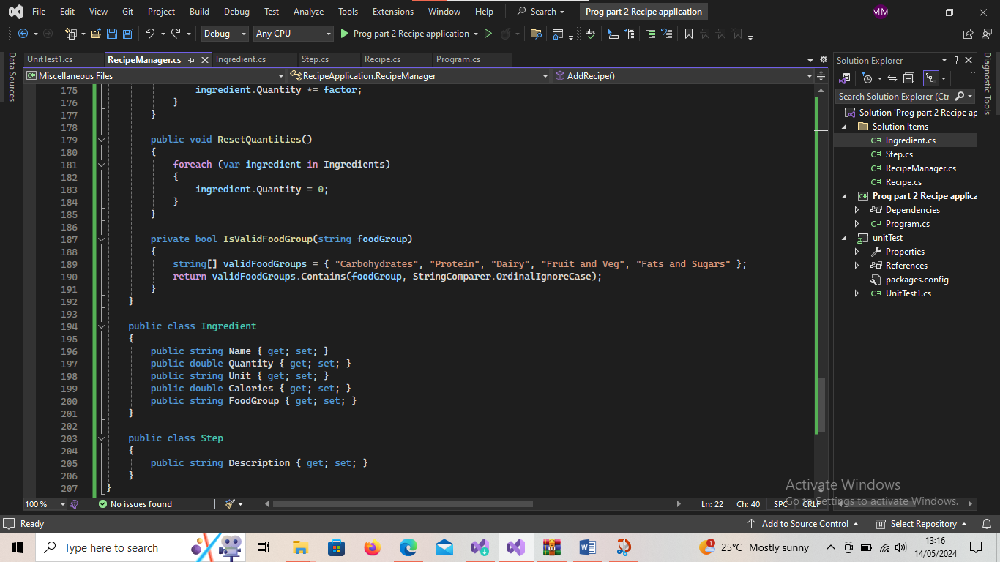 File Edit View Git Project Build Debug Test Analyze Tools Extensions Window Help Search Prog part 2 Recipe application MM
Debug Any CPU Prog part 2 Recipe application
Data Sources
UnitTest1.cs RecipeManager.cs Ingredient.cs Step.cs Recipe.cs Program.cs
Miscellaneous Files RecipeApplication.RecipeManager AddRecipe()
175 ingredient.Quantity *= factor;
176 }
177 }
178
179 public void ResetQuantities()
180 {
181 foreach (var ingredient in Ingredients)
182 {
183 ingredient.Quantity = 0;
184 }
185 }
186
187 private bool IsValidFoodGroup(string foodGroup)
188 {
189 string[] validFoodGroups = { "Carbohydrates", "Protein", "Dairy", "Fruit and Veg", "Fats and Sugars" };
190 return validFoodGroups.Contains(foodGroup, StringComparer.OrdinalIgnoreCase);
191 }
192 }
193
194 public class Ingredient
195 {
196 public string Name { get; set; }
197 public double Quantity { get; set; }
198 public string Unit { get; set; }
199 public double Calories { get; set; }
200 public string FoodGroup { get; set; }
201 }
202
203 public class Step
204 {
205 public string Description { get; set; }
206 }
207 }
100 % No issues found Ln: 22 Ch: 40 SPC CRLF
Solution Explorer
Search Solution Explorer (Ctr
Solution 'Prog part 2 Recipe ap
Solution Items
C# Ingredient.cs
C# Step.cs
C# RecipeManager.cs
C# Recipe.cs
C# Prog part 2 Recipe applica
Dependencies
C# Program.cs
unitTest
Properties
References
packages.config
C# UnitTest1.cs
Diagnostic Tools
Activate Windows
Go to Settings to activate Windows.
Ready Add to Source Control Select Repository
Type here to search 1 25°C Mostly sunny 13:16
14/05/2024